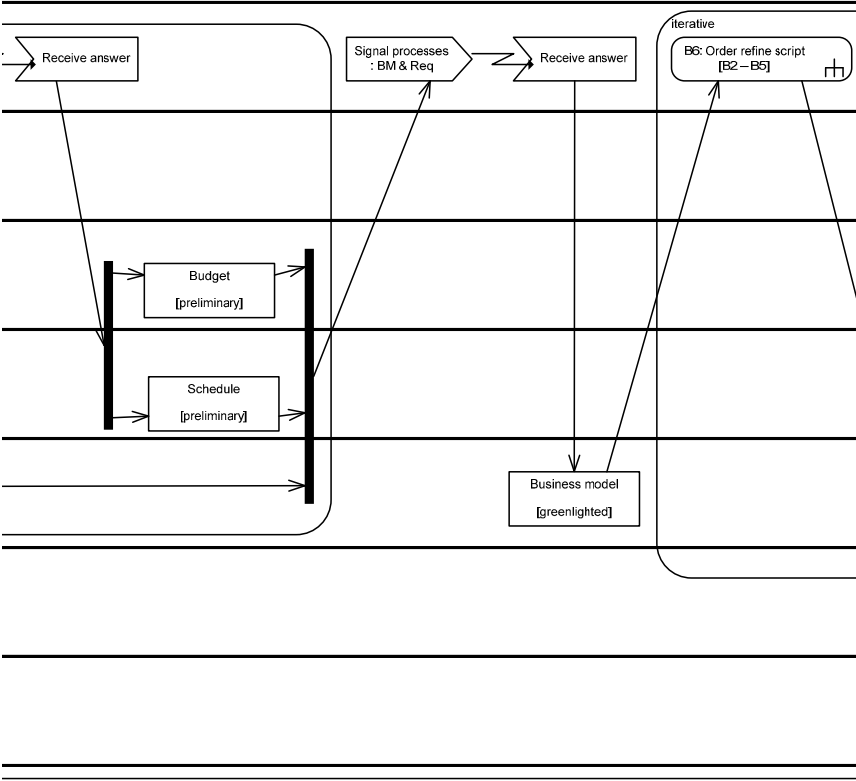 iterative
Receive answer
Signal processes
: BM & Req
Receive answer
B6: Order refine script
[B2–B5]
Budget
[preliminary]
Schedule
[preliminary]
Business model
[greenlighted]